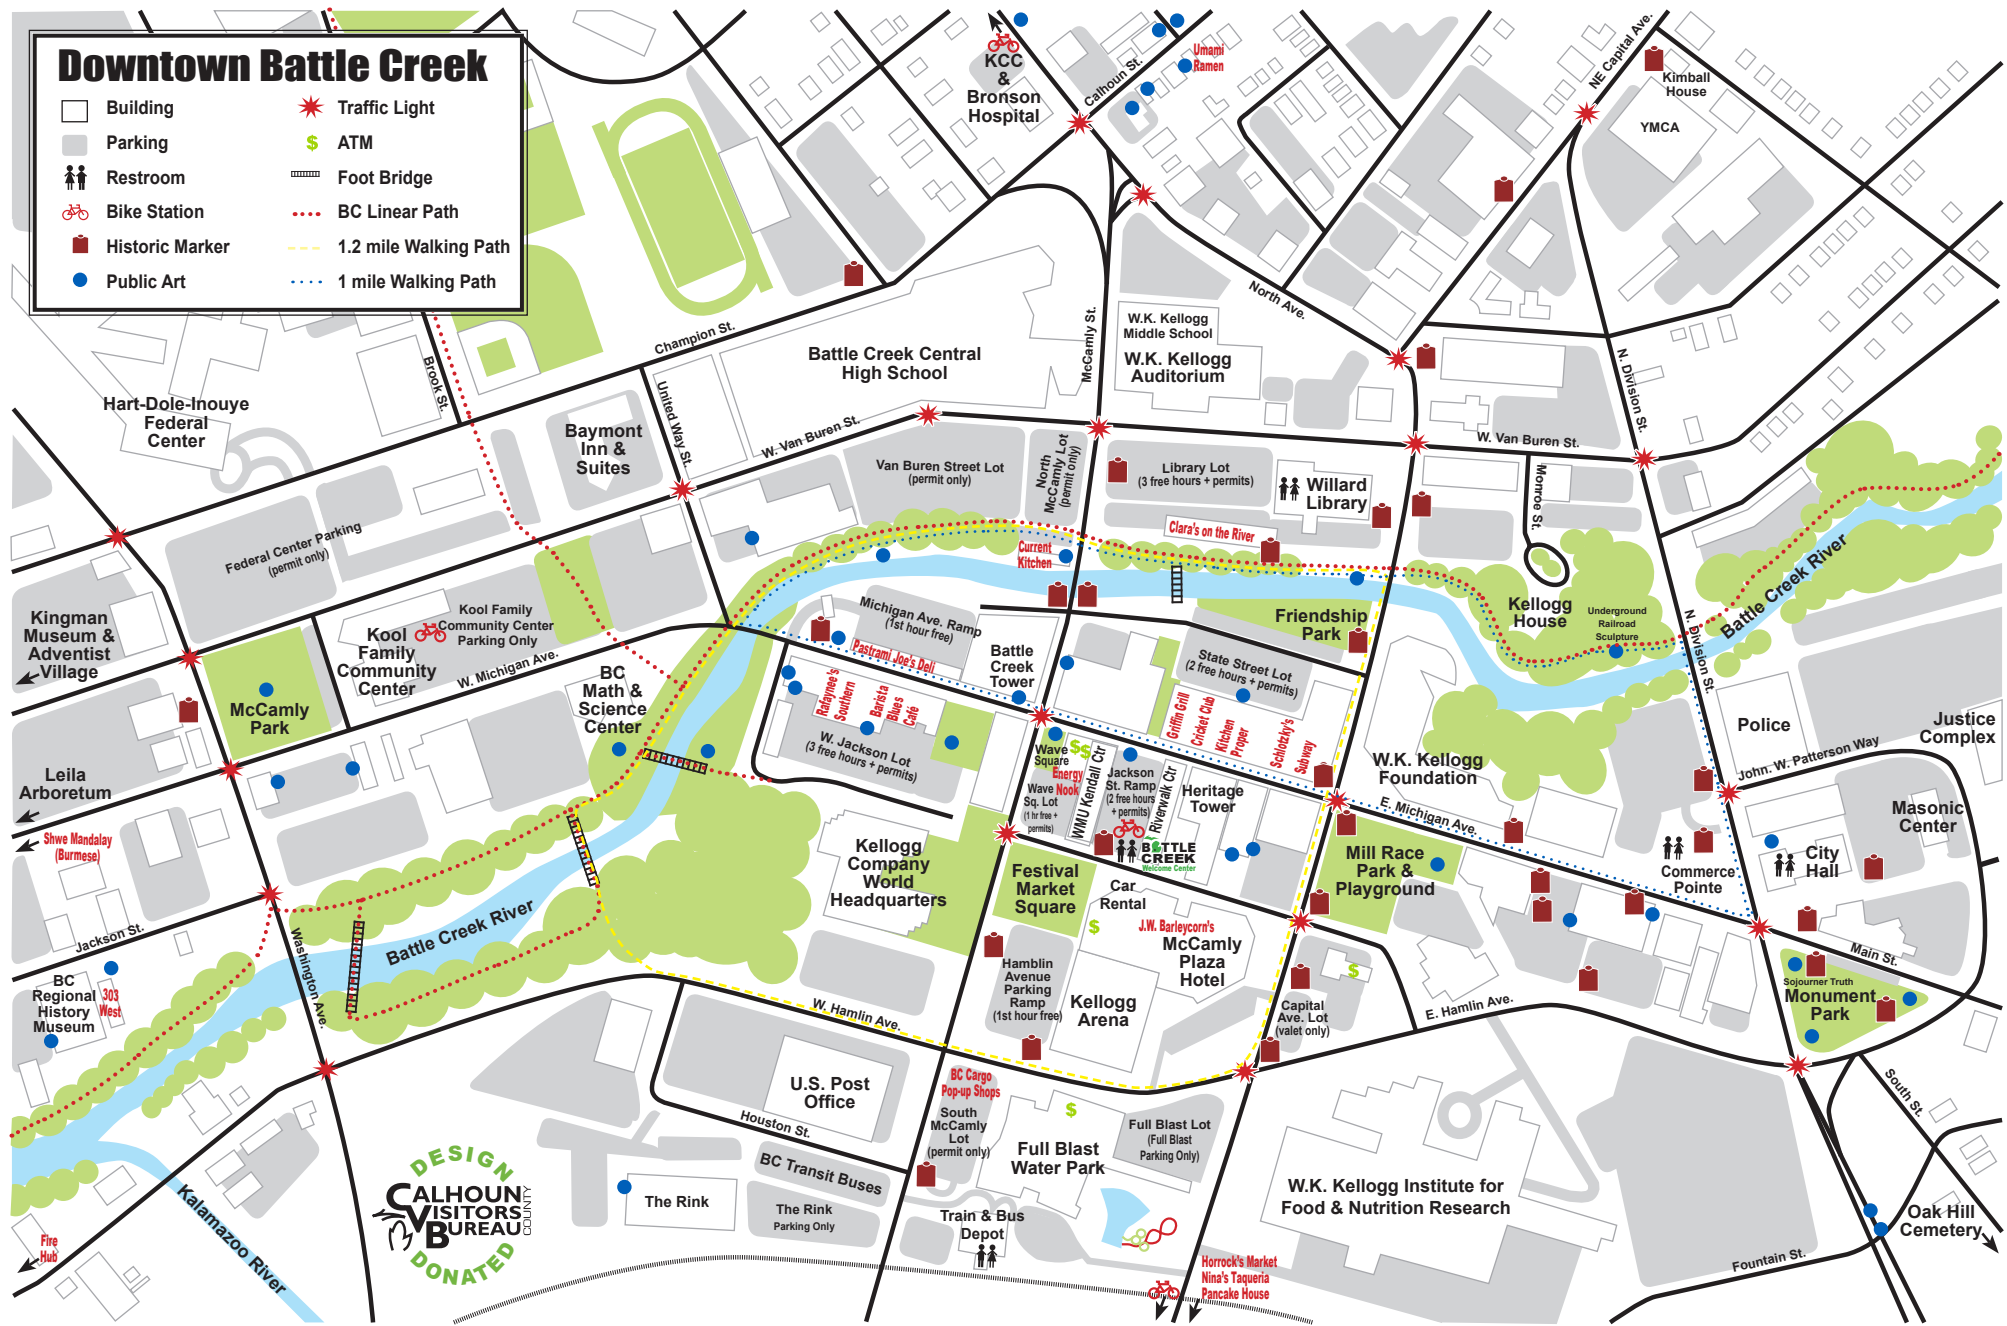 Downtown Battle Creek
Building
Parking
Restroom
Bike Station
Historic Marker
Public Art
Traffic Light
$ ATM
Foot Bridge
BC Linear Path
1.2 mile Walking Path
1 mile Walking Path
KCC
&
Bronson
Hospital
Calhoun St.
Umami
Ramen
NE Capital Ave.
Kimball
House
YMCA
North Ave.
Champion St.
Brook St.
United Way St.
McCamly St.
N. Division St.
Hart-Dole-Inouye
Federal
Center
Battle Creek Central
High School
W.K. Kellogg
Middle School
W.K. Kellogg
Auditorium
Baymont
Inn &
Suites
W. Van Buren St.
W. Van Buren St.
Van Buren Street Lot
(permit only)
North
McCamly Lot
(permit only)
Library Lot
(3 free hours + permits)
Willard
Library
Monroe St.
Federal Center Parking
(permit only)
Clara's on the River
Current
Kitchen
Battle Creek River
Kingman
Museum &
Adventist
Village
Kool
Family
Community
Center
Kool Family
Community Center
Parking Only
W. Michigan Ave.
Michigan Ave. Ramp
(1st hour free)
Pastrami Joe's Deli
Battle
Creek
Tower
Friendship
Park
State Street Lot
(2 free hours + permits)
Kellogg
House
Underground
Railroad
Sculpture
N. Division St.
McCamly
Park
BC
Math &
Science
Center
Rafaynee's
Southern
Barista
Blues
Café
W. Jackson Lot
(3 free hours + permits)
Griffin Grill
Cricket Club
Kitchen
Proper
Schlotzky's
Subway
Police
Justice
Complex
John. W. Patterson Way
Leila
Arboretum
Wave
Square
$
$
Energy
Nook
Wave
Sq. Lot
(1 hr free +
permits)
WMU Kendall Ctr
Jackson
St. Ramp
(2 free hours
+ permits)
Riverwalk Ctr
Heritage
Tower
W.K. Kellogg
Foundation
E. Michigan Ave.
Masonic
Center
Shwe Mandalay
(Burmese)
BATTLE
CREEK
Welcome Center
Kellogg
Company
World
Headquarters
Festival
Market
Square
Car
Rental
$
J.W. Barleycorn's
McCamly
Plaza
Hotel
Mill Race
Park &
Playground
Commerce
Pointe
City
Hall
Jackson St.
Washington Ave.
Battle Creek River
Main St.
BC
Regional
History
Museum
303
West
Hamblin
Avenue
Parking
Ramp
(1st hour free)
Kellogg
Arena
$
Capital
Ave. Lot
(valet only)
Sojourner Truth
Monument
Park
W. Hamlin Ave.
E. Hamlin Ave.
U.S. Post
Office
Houston St.
BC Cargo
Pop-up Shops
South
McCamly
Lot
(permit only)
$
Full Blast
Water Park
Full Blast Lot
(Full Blast
Parking Only)
South St.
DESIGN
CALHOUN
VISITORS
BUREAU
COUNTY
DONATED
BC Transit Buses
The Rink
The Rink
Parking Only
Train & Bus
Depot
W.K. Kellogg Institute for
Food & Nutrition Research
Oak Hill
Cemetery
Kalamazoo River
Fire
Hub
Horrock's Market
Nina's Taqueria
Pancake House
Fountain St.